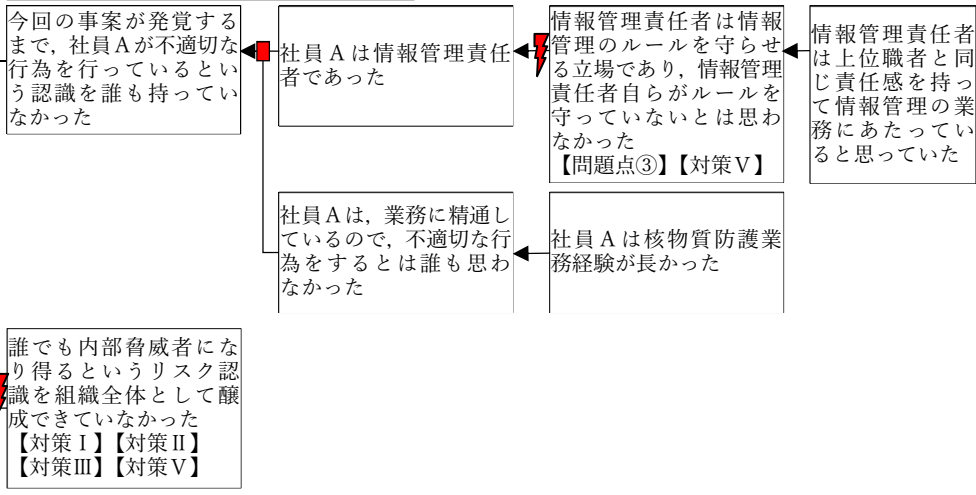 今回の事案が発覚する
まで，社員Ａが不適切な
行為を行っているとい
う認識を誰も持ってい
なかった
社員Ａは情報管理責任
者であった
情報管理責任者は情報
管理のルールを守らせ
る立場であり，情報管理
責任者自らがルールを
守っていないとは思わ
なかった
【問題点③】【対策Ⅴ】
情報管理責任者
は上位職者と同
じ責任感を持っ
て情報管理の業
務にあたってい
ると思っていた
社員Ａは，業務に精通し
ているので，不適切な行
為をするとは誰も思わ
なかった
社員Ａは核物質防護業
務経験が長かった
誰でも内部脅威者にな
り得るというリスク認
識を組織全体として醸
成できていなかった
【対策Ⅰ】【対策Ⅱ】
【対策Ⅲ】【対策Ⅴ】